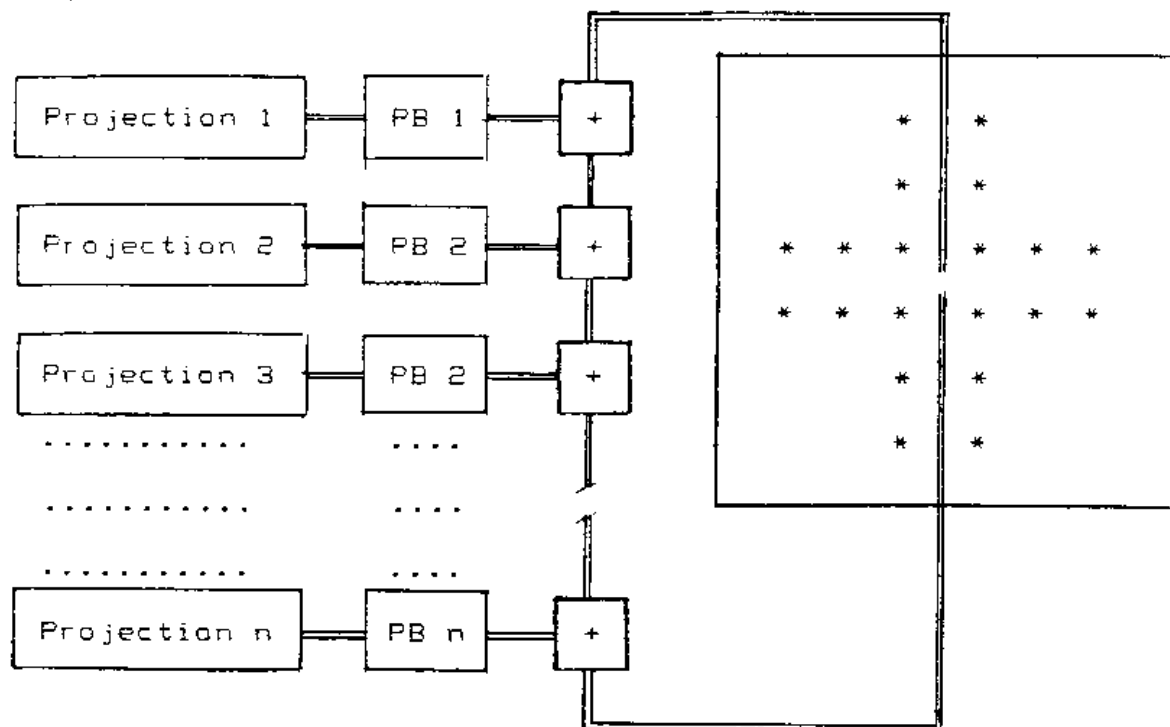 Projection 1 PB 1 +
* *
* *
Projection 2 PB 2 +
* * * * * *
* * * * * *
Projection 3 PB 2 +
* *
* *
........... ....
........... ....
........... ....
Projection n PB n +